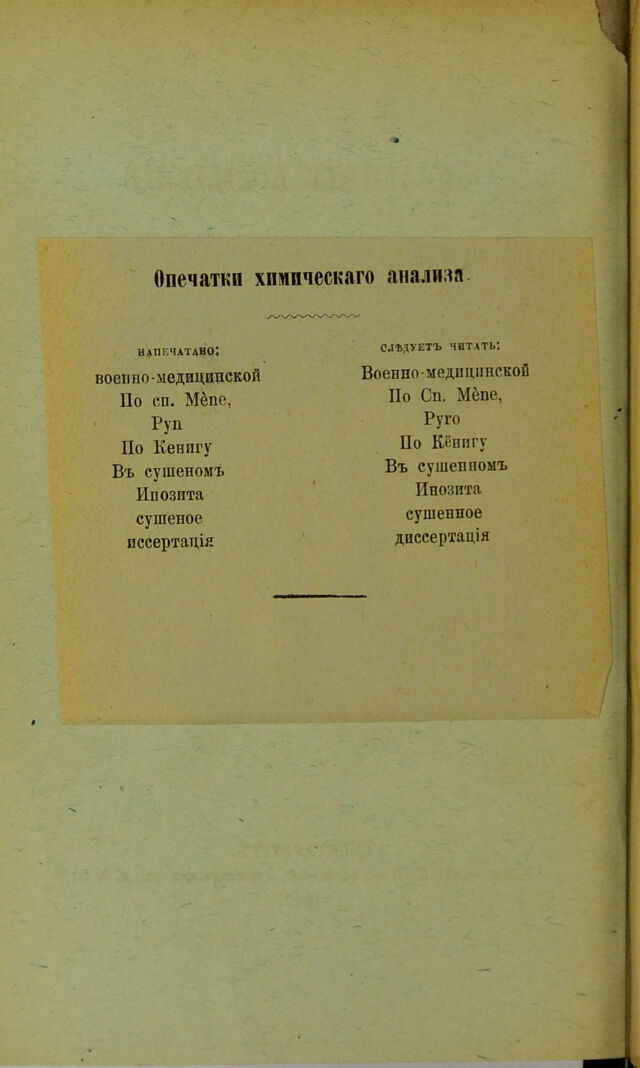 Опечатки химическаго анализа.
НАПЕЧАТАНО: СЛѢДУЕТЪ ЧИТАТЬ:
военно-медицинской Военно-медицинской
По сп. Мѐпе, По Сп. Мѐпе,
Руп Руго
По Кенигу По Кёнигу
Въ сушеномъ Въ сушенномъ
Ипозита Инозита
сушеное сушенное
иссертація диссертація